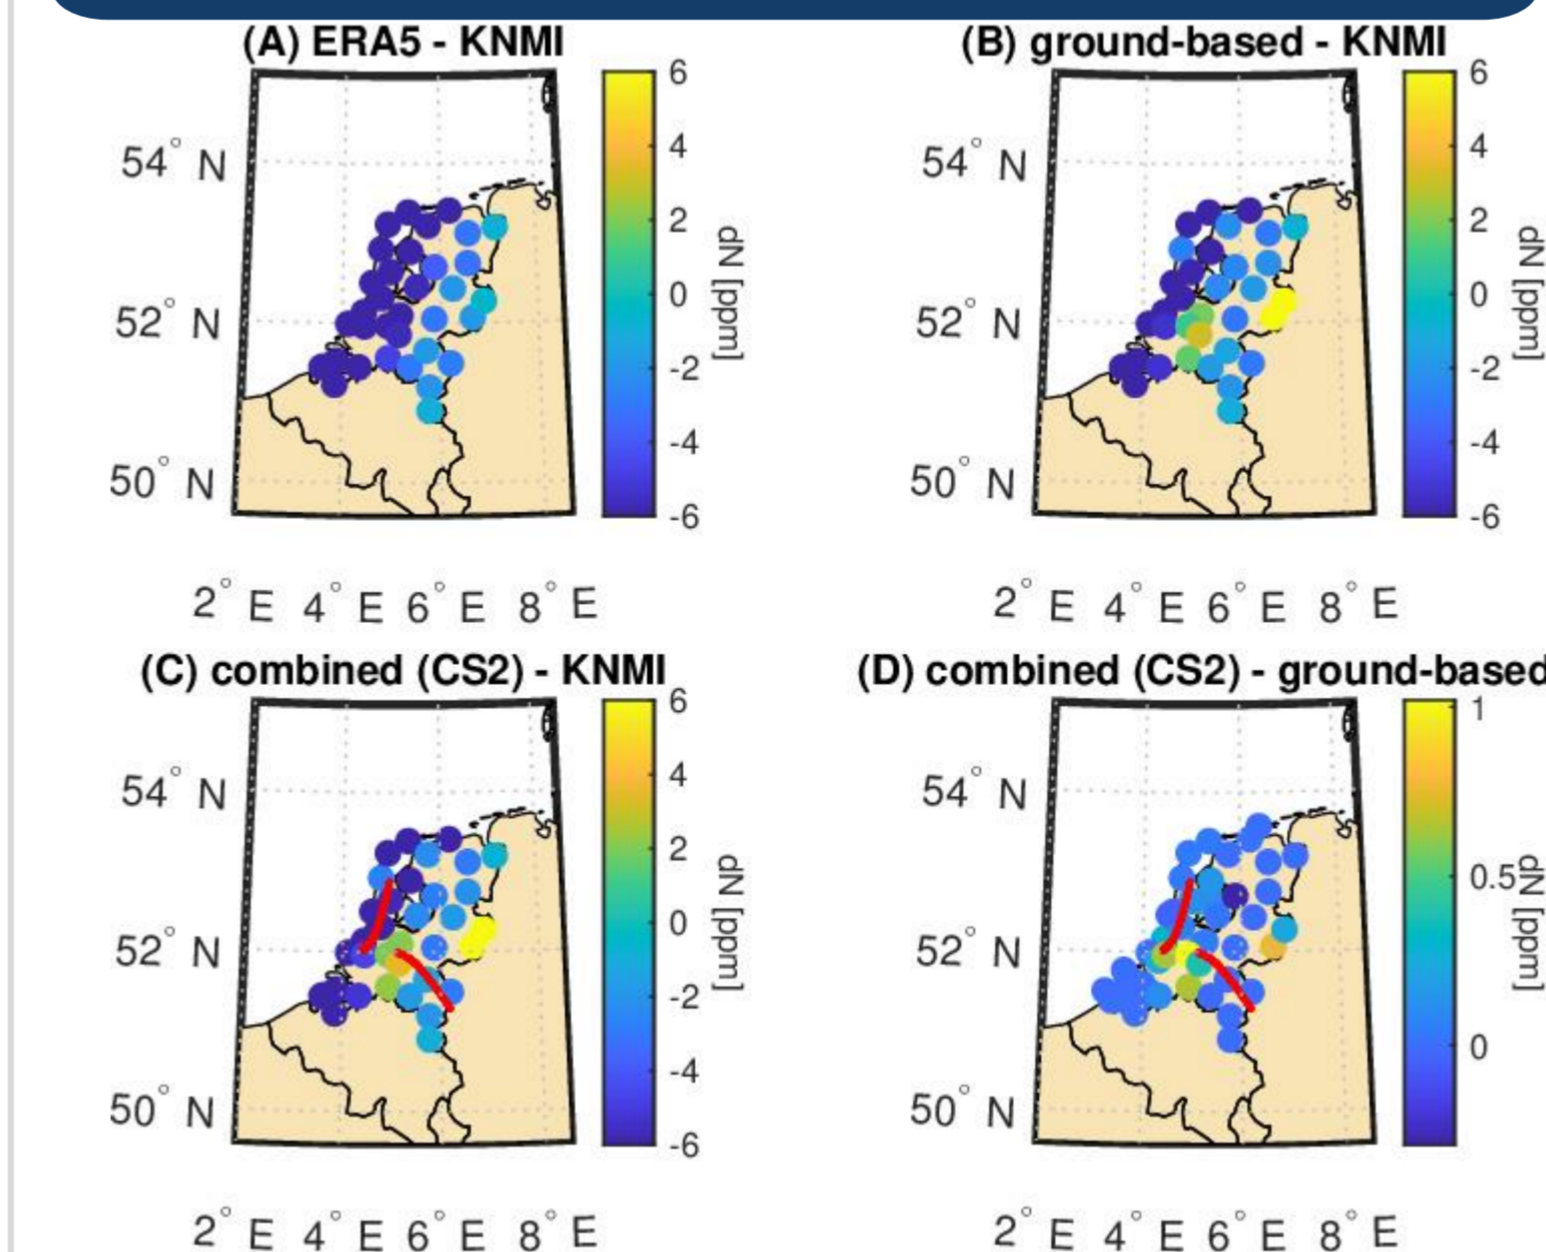 (A) ERA5 - KNMI
54° N
52° N
50° N
2° E 4° E 6° E 8° E
6
4
2
0
-2
-4
-6
dN [ppm]
(B) ground-based - KNMI
54° N
52° N
50° N
2° E 4° E 6° E 8° E
6
4
2
0
-2
-4
-6
dN [ppm]
(C) combined (CS2) - KNMI
54° N
52° N
50° N
2° E 4° E 6° E 8° E
6
4
2
0
-2
-4
-6
dN [ppm]
(D) combined (CS2) - ground-based
54° N
52° N
50° N
2° E 4° E 6° E 8° E
1
0.5
0
dN [ppm]